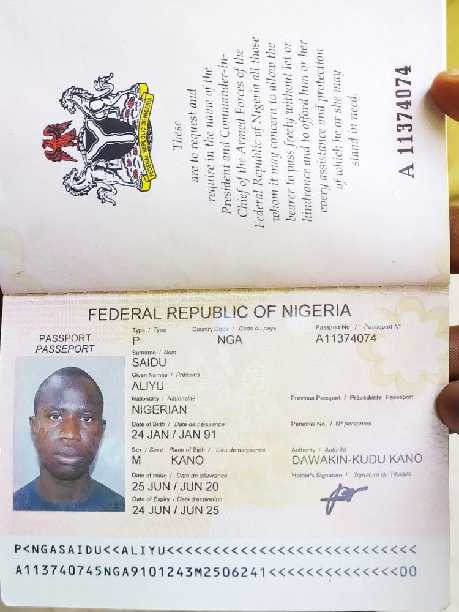 These
are to request and
require in the name of the
President and Commander-in-
Chief of the Armed Forces of the
Federal Republic of Nigeria all those
whom it may concern to allow the
bearer to pass freely without let or
hindrance and to afford him or her
every assistance and protection
of which he or she may
stand in need.
A 11374074
FEDERAL REPUBLIC OF NIGERIA
PASSPORT
PASSEPORT
Type / Type Country Code / Code du pays Passport No / Passeport N°
P NGA A11374074
Surname / Nom
SAIDU
Given Names / Prénoms
ALIYU
Nationality / Nationalité Previous Passport / Précédente Passeport
NIGERIAN
Date of Birth / Date de naissance Personal No. / N° personnel
24 JAN / JAN 91
Sex / Sexe Place of Birth / Lieu de naissance Authority / Autorité
M KANO DAWAKIN-KUDU KANO
Date of Issue / Date de délivrance Holder's Signature / Signature du Titulaire
25 JUN / JUN 20
Date of Expiry / Date d'expiration
24 JUN / JUN 25
P<NGASAIDU<<ALIYU<<<<<<<<<<<<<<<<<<<<<<<<<<<
A113740745NGA9101243M2506241<<<<<<<<<<<<<<00